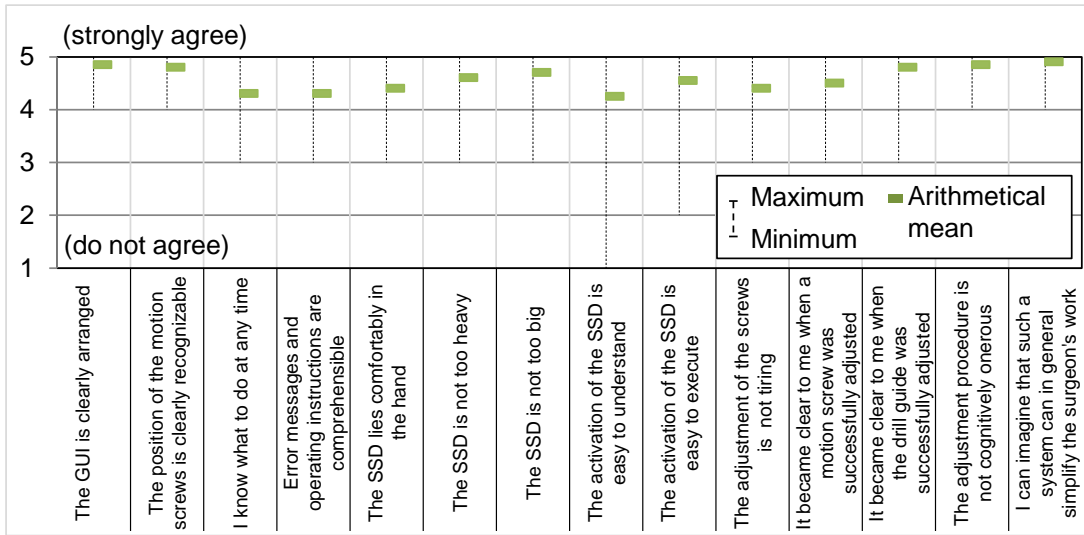 (strongly agree)
5
4
3
2
(do not agree)
1
Maximum
Minimum
Arithmetical
mean
The GUI is clearly arranged
The position of the motion
screws is clearly recognizable
I know what to do at any time
Error messages and
operating instructions are
comprehensible
The SSD lies comfortably in
the hand
The SSD is not too heavy
The SSD is not too big
The activation of the SSD is
easy to understand
The activation of the SSD is
easy to execute
The adjustment of the screws
is not tiring
It became clear to me when a
motion screw was
successfully adjusted
It became clear to me when
the drill guide was
successfully adjusted
The adjustment procedure is
not cognitively onerous
I can imagine that such a
system can in general
simplify the surgeon's work